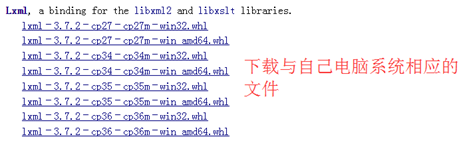 Lxml, a binding for the libxml2 and libxslt libraries.
lxml-3.7.2-cp27-cp27m-win32.whl
lxml-3.7.2-cp27-cp27m-win_amd64.whl
lxml-3.7.2-cp34-cp34m-win32.whl
lxml-3.7.2-cp34-cp34m-win_amd64.whl
lxml-3.7.2-cp35-cp35m-win32.whl
lxml-3.7.2-cp35-cp35m-win_amd64.whl
lxml-3.7.2-cp36-cp36m-win32.whl
lxml-3.7.2-cp36-cp36m-win_amd64.whl
下载与自己电脑系统相应的
文件